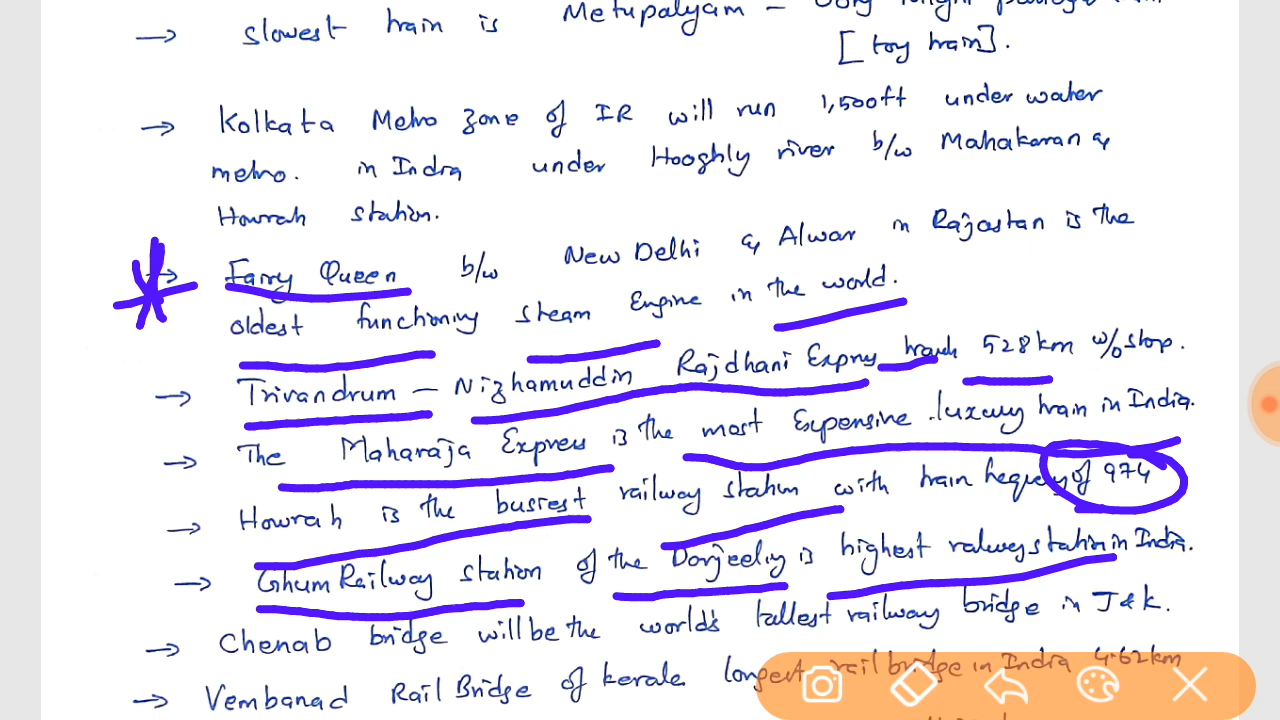 → slowest train is Metupalyam -
[toy train].
→ Kolkata Metro Zone of IR will run 1,500ft under water
metro. in India under Hooghly river b/w Mahakaran &
Howrah station.
→ Fairy Queen b/w New Delhi & Alwar in Rajastan is the
oldest functioning steam Engine in the world.
→ Trivandrum - Nizhamuddin Rajdhani Express travels 528km w/o stop.
→ The Maharaja Express is the most Expensive luxury train in India.
→ Howrah is the busiest railway station with train frequency of 974
→ Ghum Railway station of the Darjeeling is highest railway station in India.
→ Chenab bridge will be the world's tallest railway bridge in J & K.
→ Vembanad Rail Bridge of kerala longest rail bridge in India 4.62km